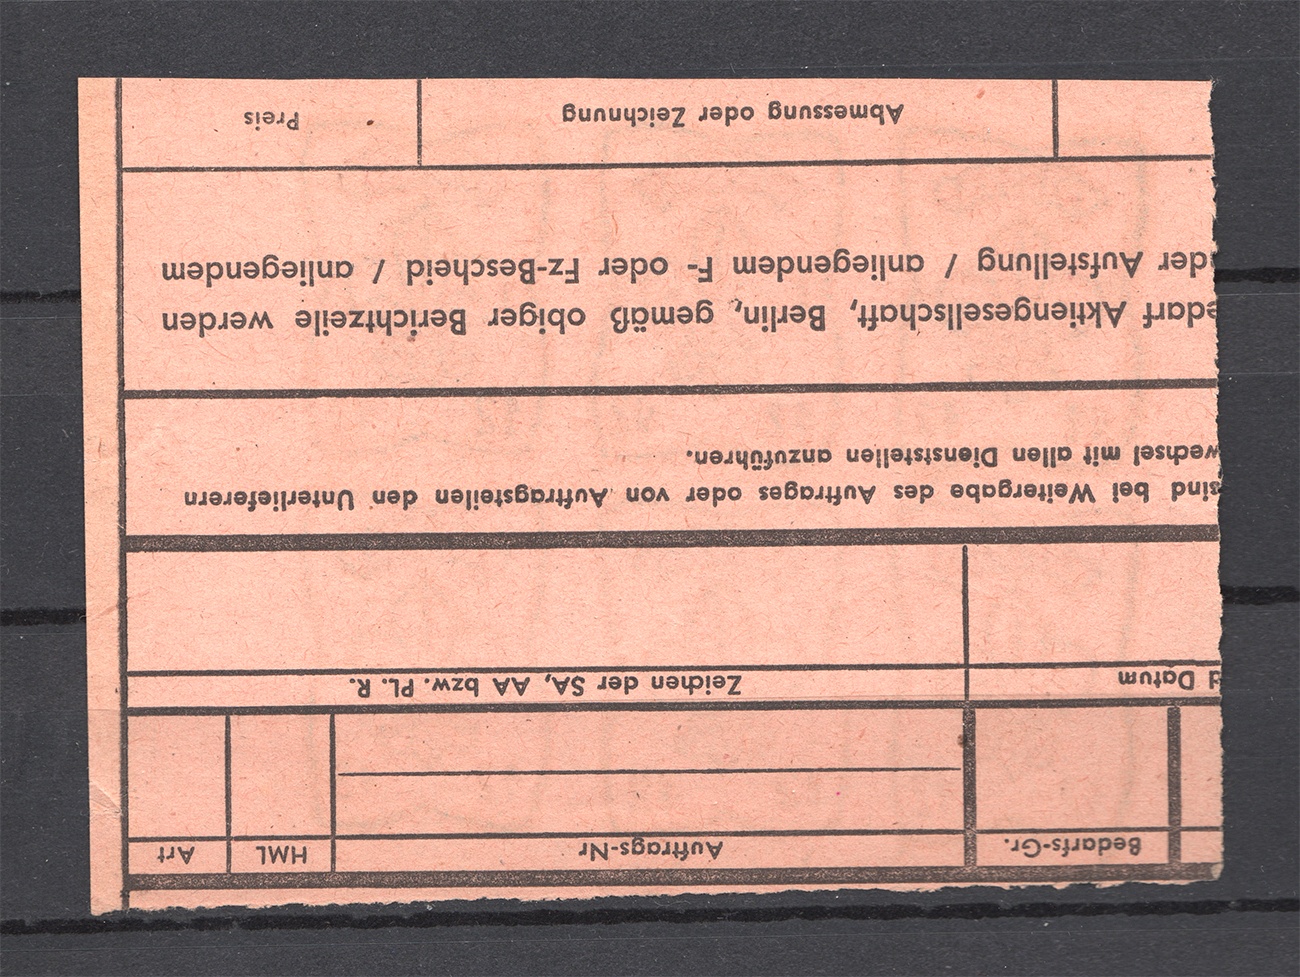 Bedarfs-Gr. Auftrags-Nr HML Art
d Datum Zeichen der SA, AA bzw. PL. R.
sind bei Weitergabe des Auftrages oder von Auftragsteilen den Unterlieferern
wechsel mit allen Dienststellen anzuführen.
edarf Aktiengesellschaft, Berlin, gemäß obiger Berichtzeile werden
der Aufstellung / anliegendem F- oder Fz-Bescheid / anliegendem
Abmessung oder Zeichnung Preis